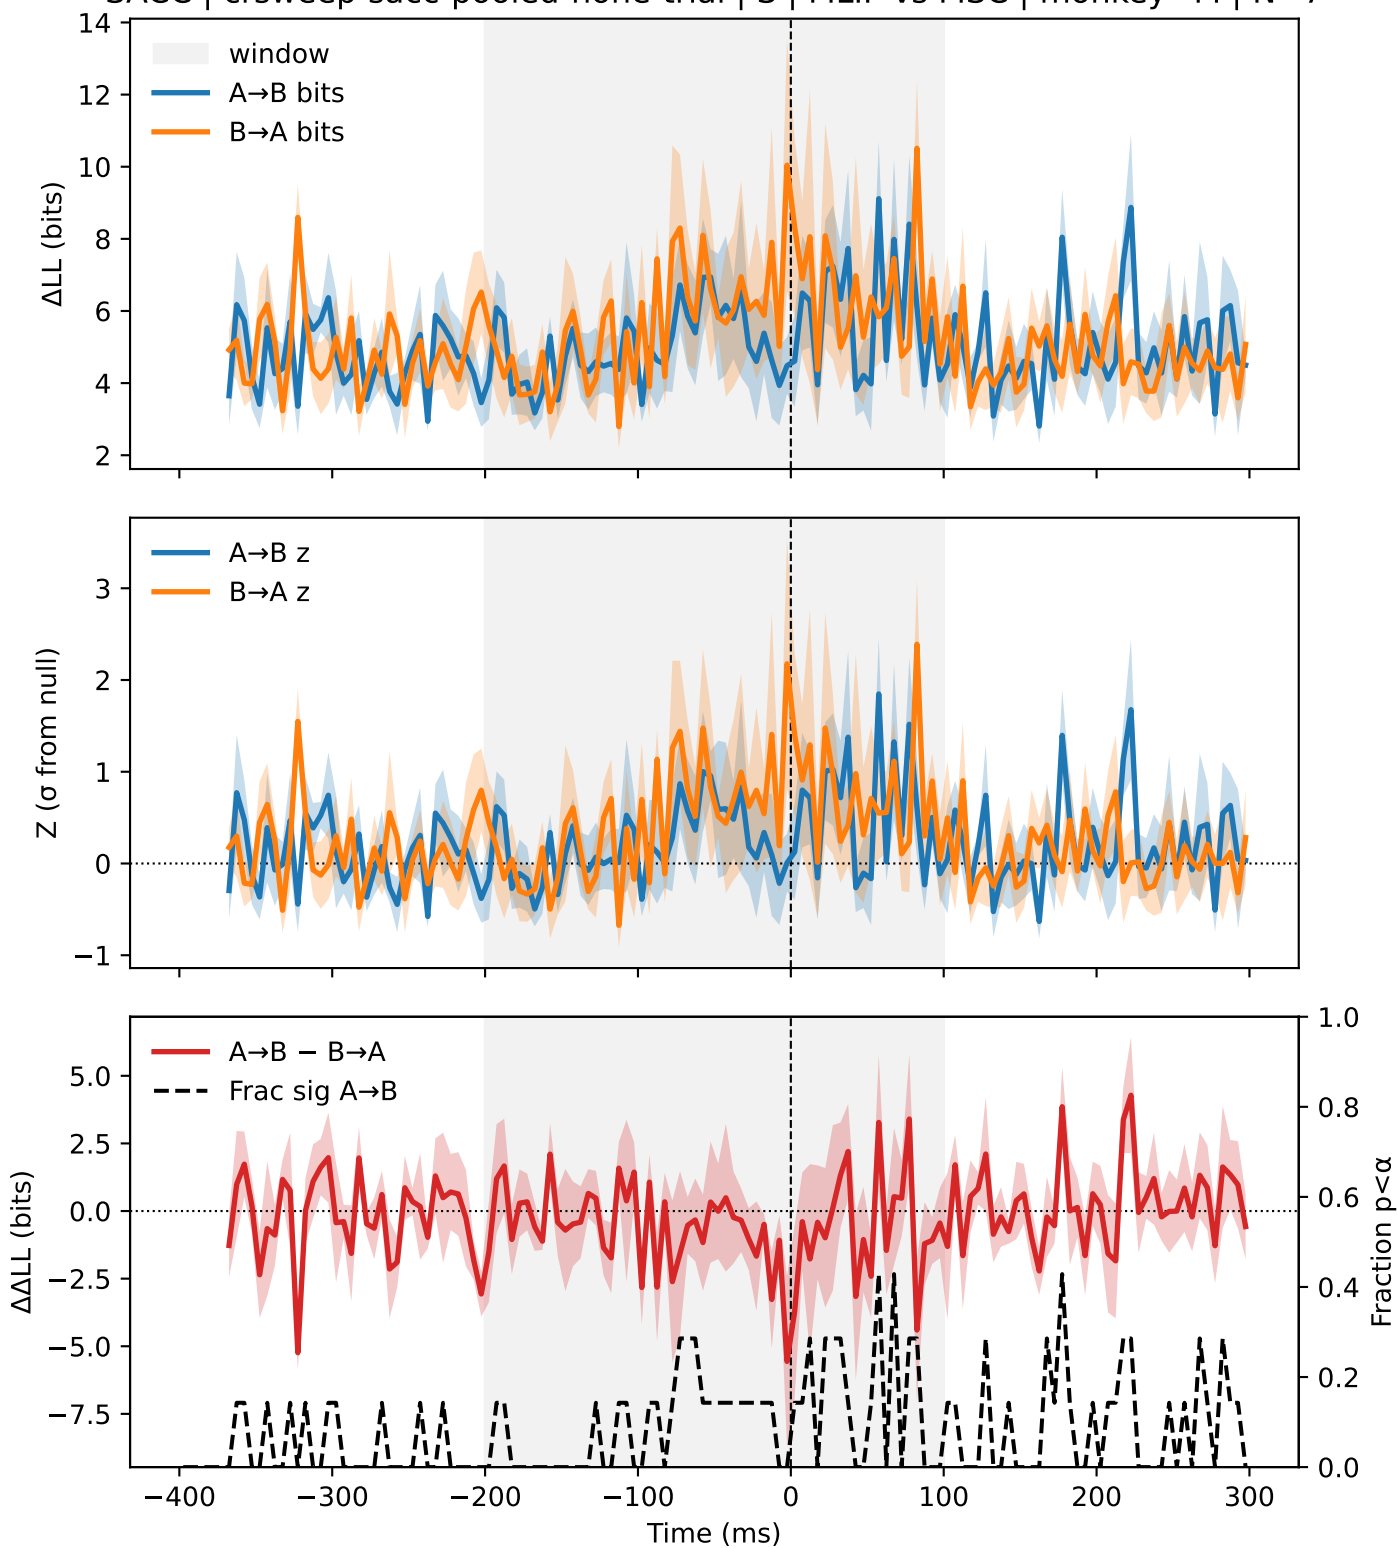 14
12
10
8
6
4
2
ΔLL (bits)
window
A→B bits
B→A bits
3
2
1
0
−1
Z (σ from null)
A→B z
B→A z
5.0
2.5
0.0
−2.5
−5.0
−7.5
ΔΔLL (bits)
A→B − B→A
Frac sig A→B
1.0
0.8
0.6
0.4
0.2
0.0
Fraction p<α
−400 −300 −200 −100 0 100 200 300
Time (ms)